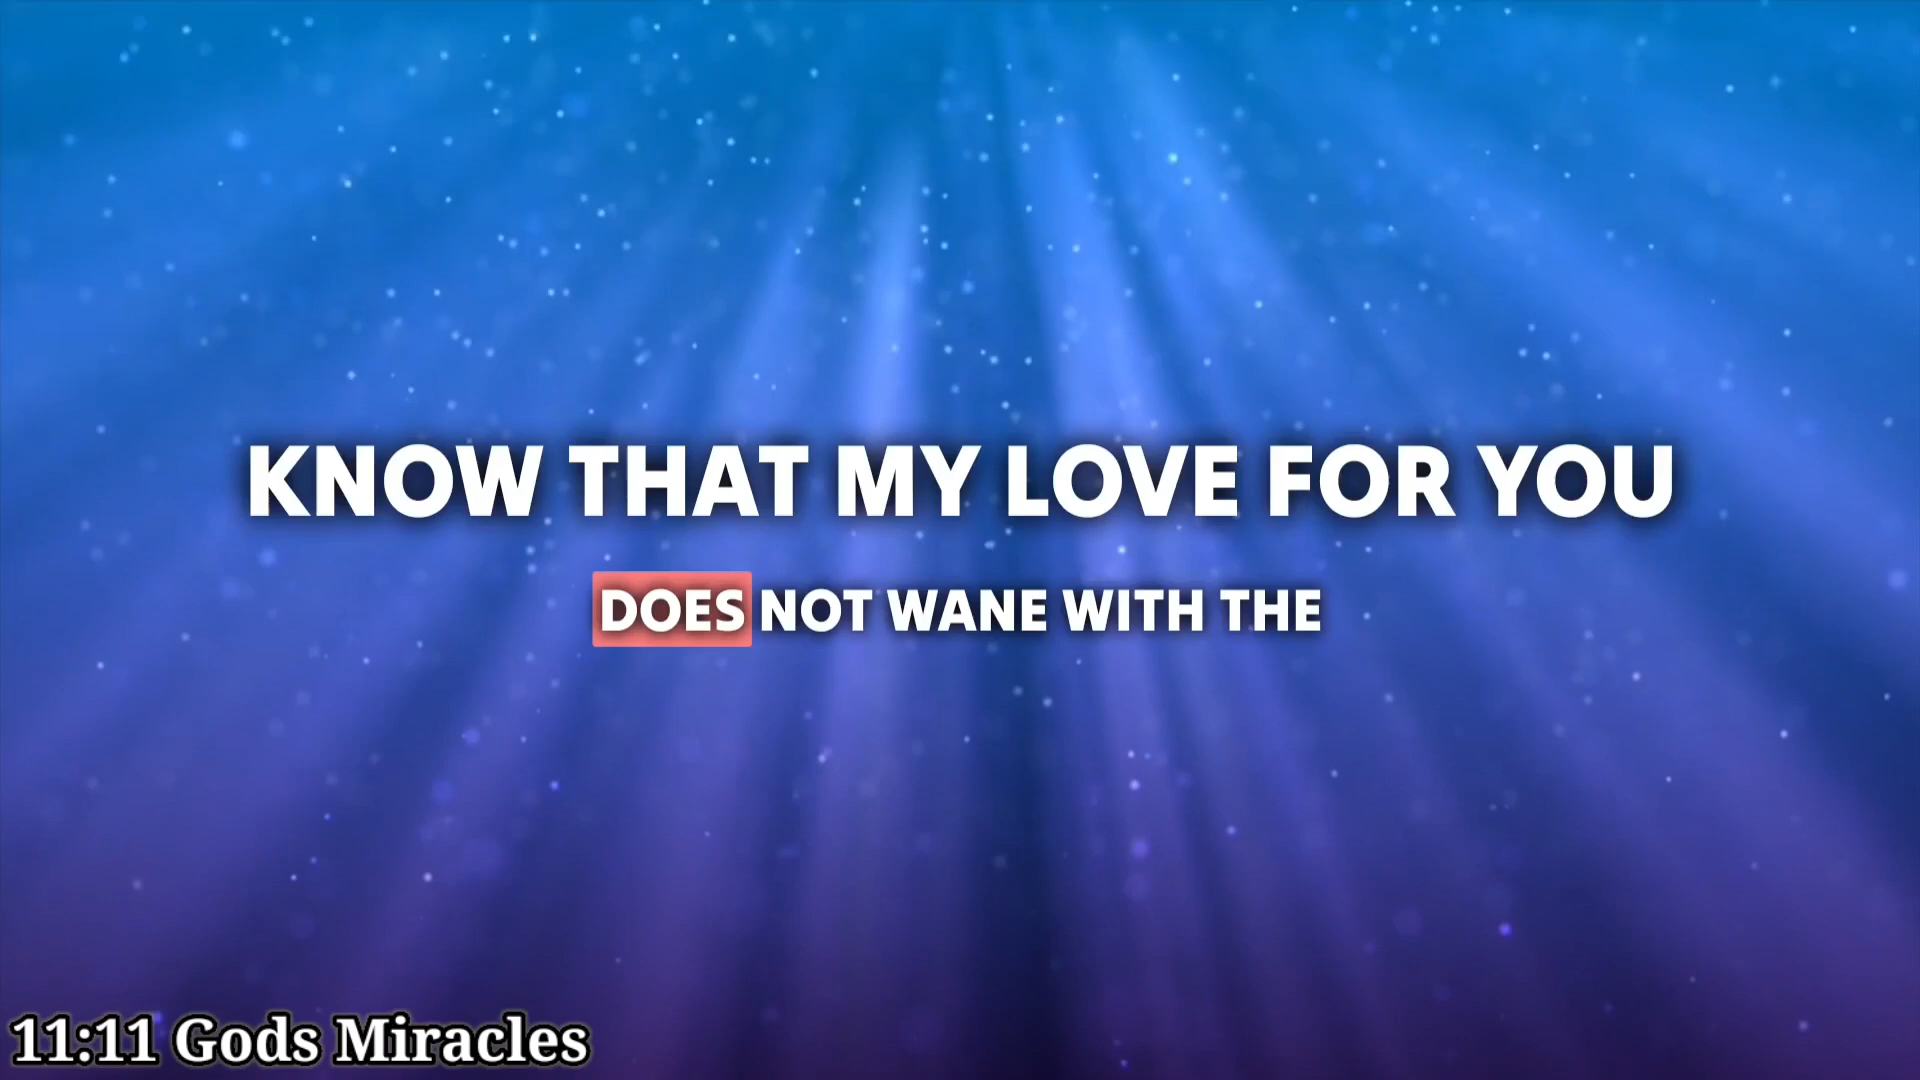 KNOW THAT MY LOVE FOR YOU
DOES NOT WANE WITH THE
11:11 Gods Miracles